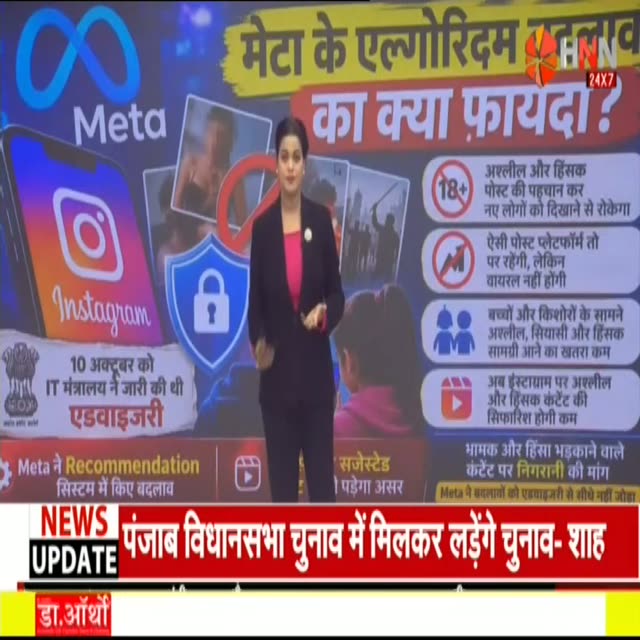 मेटा के एल्गोरिदम बदलाव
का क्या फ़ायदा?
HNN
24X7
Meta
Instagram
18+
अश्लील और हिंसक
पोस्ट की पहचान कर
नए लोगों को दिखाने से रोकेगा
ऐसी पोस्ट प्लेटफॉर्म तो
पर रहेंगी, लेकिन
वायरल नहीं होंगी
बच्चों और किशोरों के सामने
अश्लील, सियासी और हिंसक
सामग्री आने का खतरा कम
अब इंस्टाग्राम पर अश्लील
और हिंसक कंटेंट की
सिफारिश होगी कम
10 अक्टूबर को
IT मंत्रालय ने जारी की थी
एडवाइजरी
Meta ने Recommendation
सिस्टम में किए बदलाव
सजेस्टेड
पड़ेगा असर
भ्रामक और हिंसा भड़काने वाले
कंटेंट पर निगरानी की मांग
Meta ने बदलावों को एडवाइजरी से सीधे नहीं जोड़ा
NEWS
UPDATE
पंजाब विधानसभा चुनाव में मिलकर लड़ेंगे चुनाव- शाह
डा.ऑर्थो